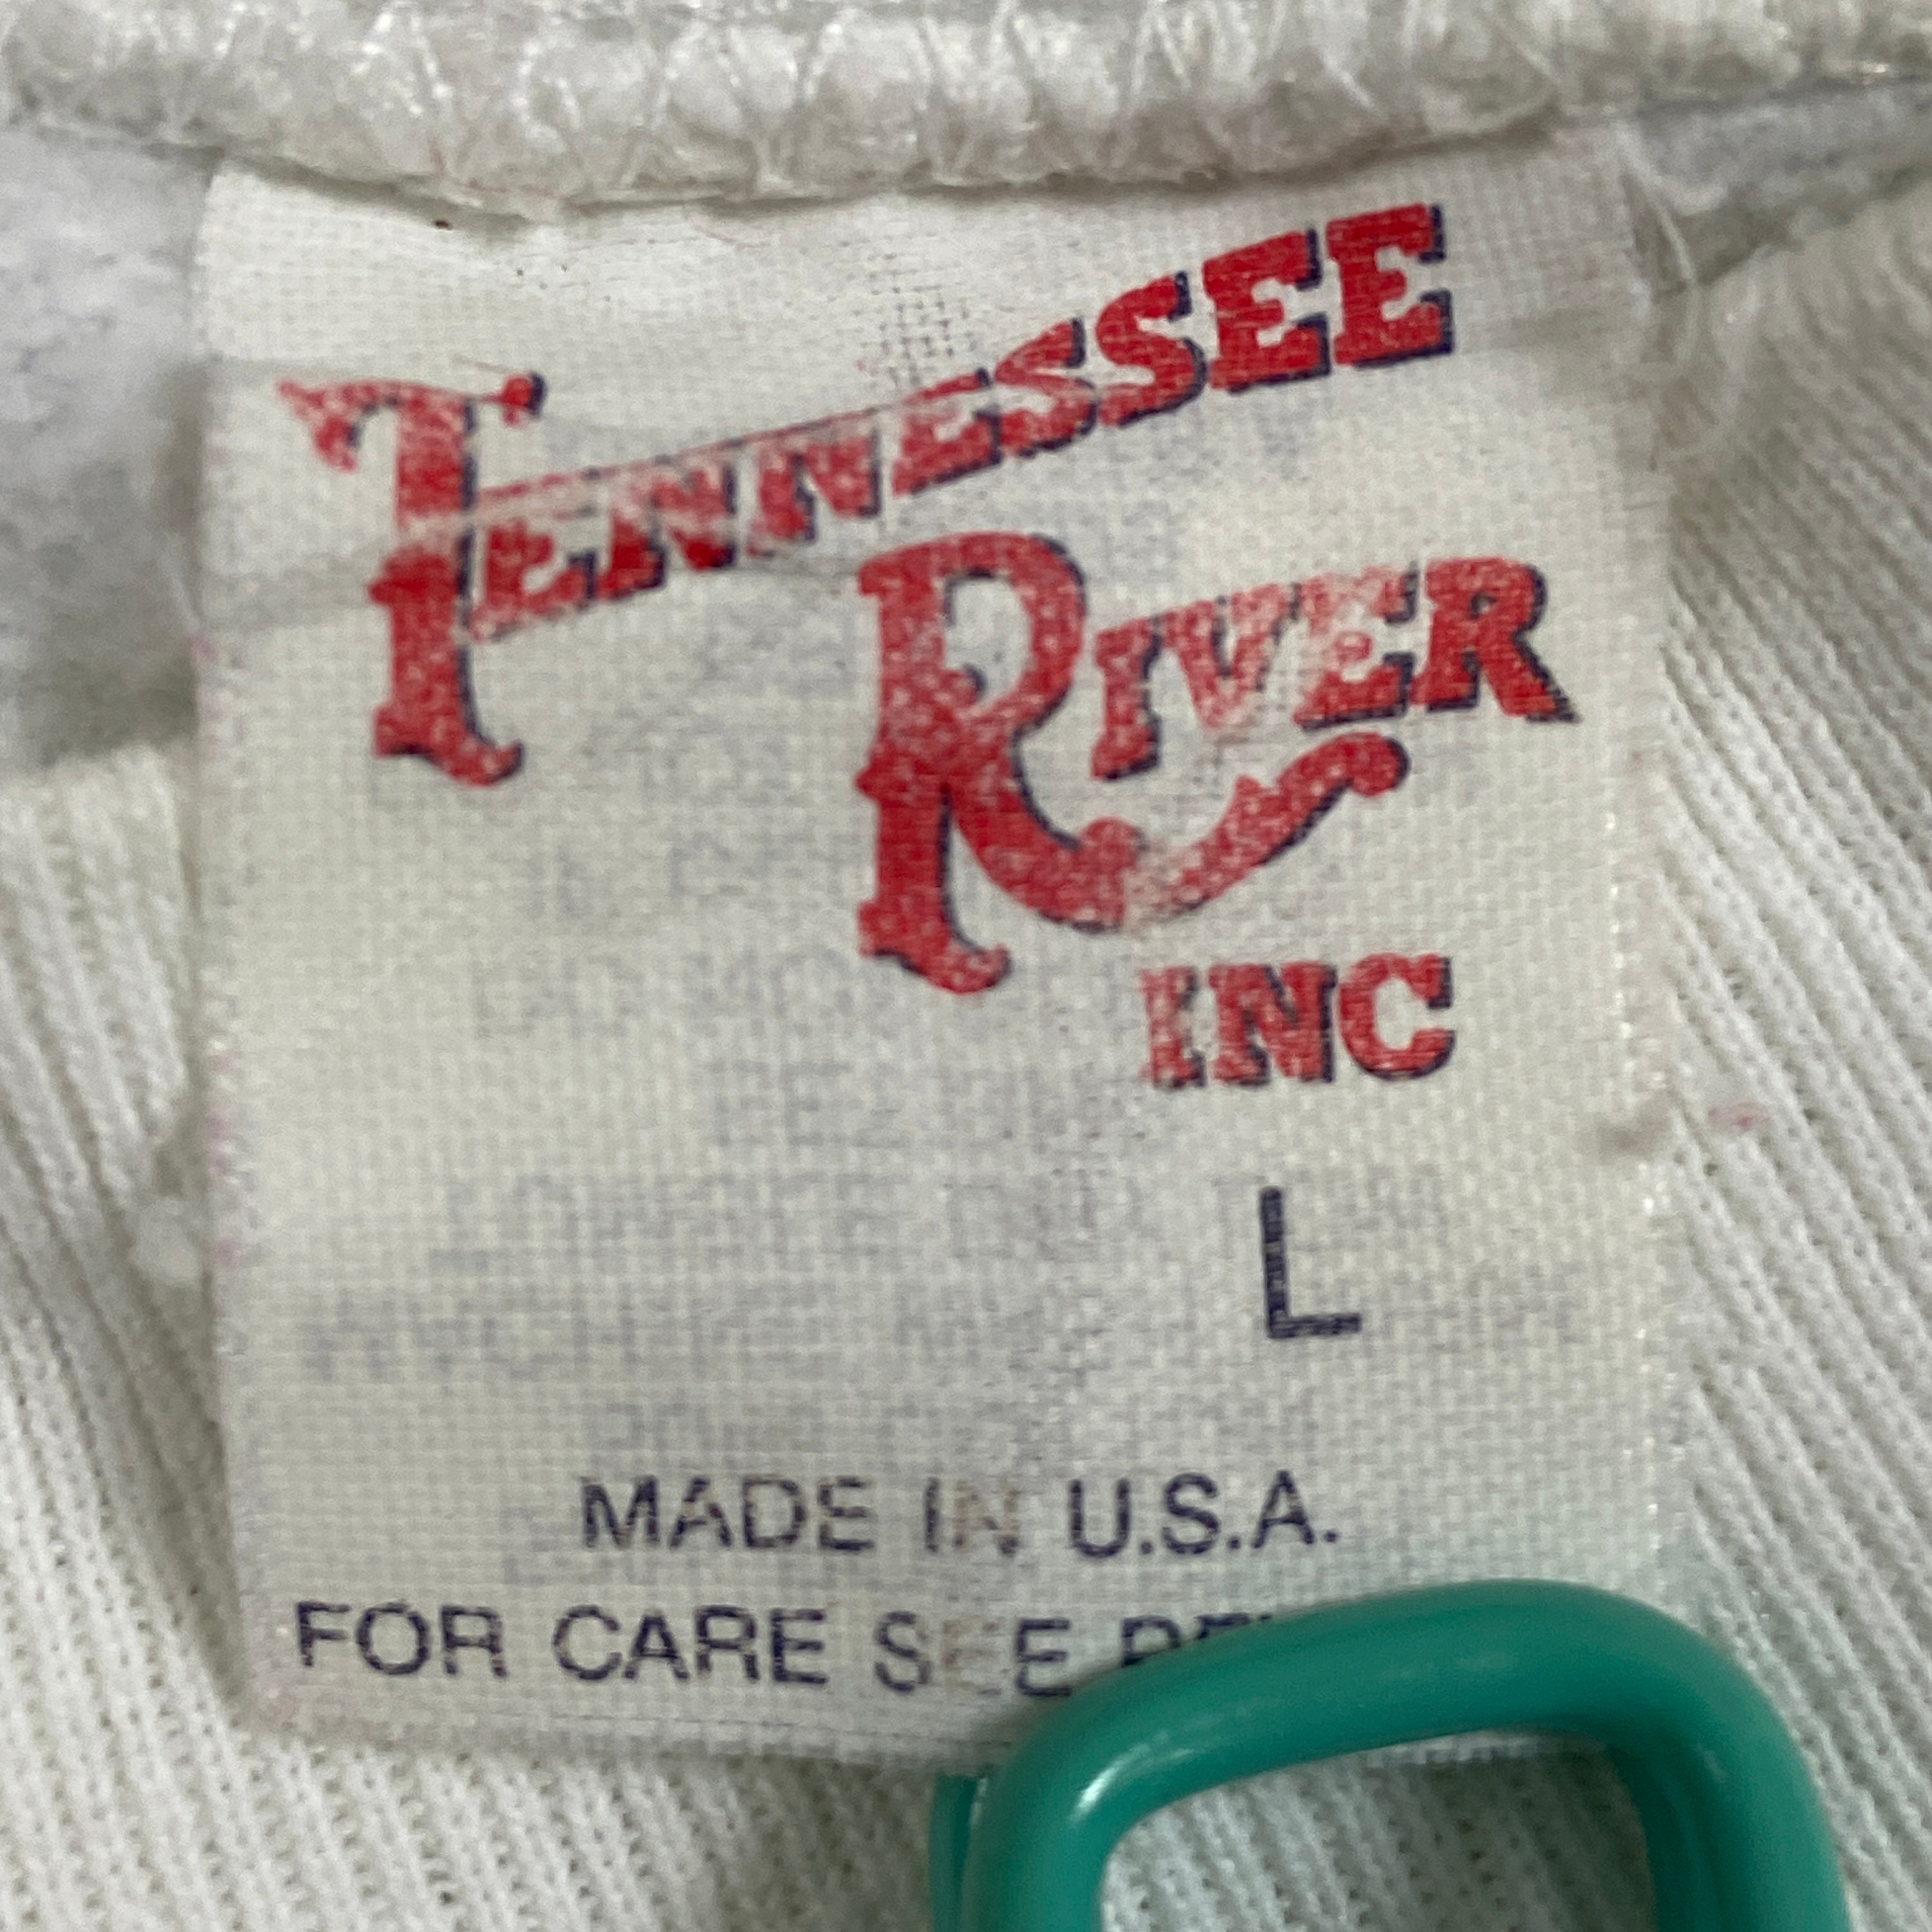 TENNESSEE
RIVER
INC
L
MADE IN U.S.A.
FOR CARE SEE